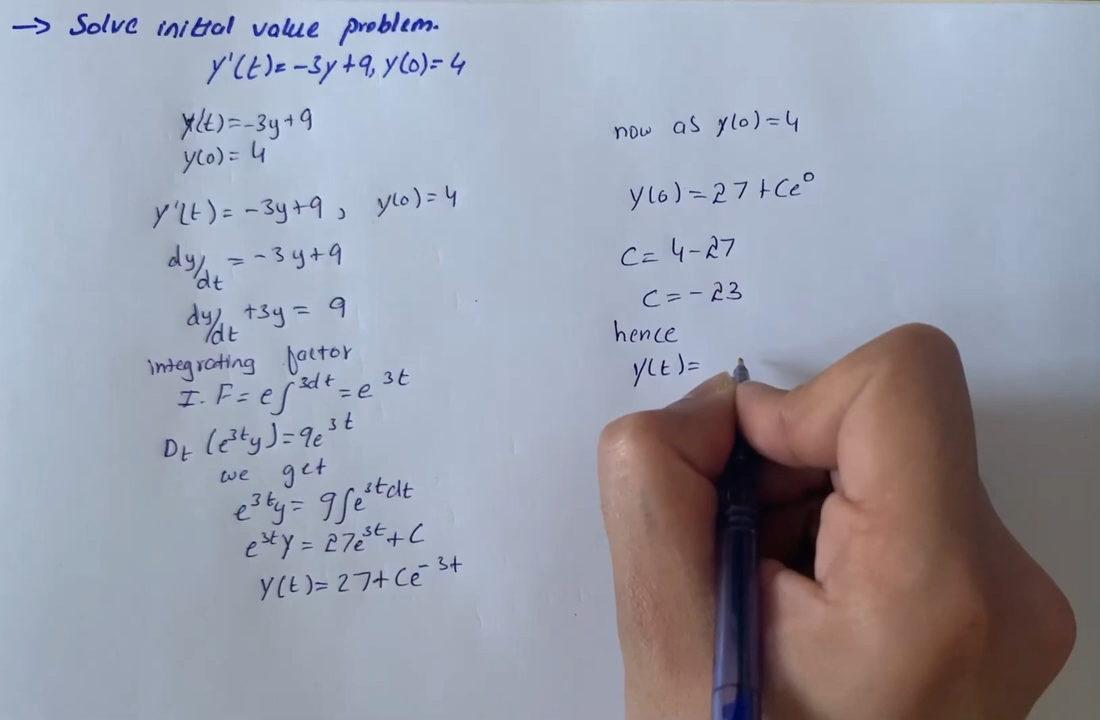 → Solve initial value problem.
y'(t)=-3y+9, y(0)=4
y(t)=-3y+9
y(0)=4
y'(t)=-3y+9, y(0)=4
dy/dt = -3y+9
dy/dt +3y = 9
integrating factor
I.F = e∫3dt = e^3t
Dt (e^3t y) = 9e^3t
we get
e^3t y = 9∫e^3t dt
e^3t y = 27e^3t + C
y(t) = 27 + Ce^-3t
now as y(0)=4
y(0) = 27 + Ce^0
C = 4-27
C = -23
hence
y(t)=